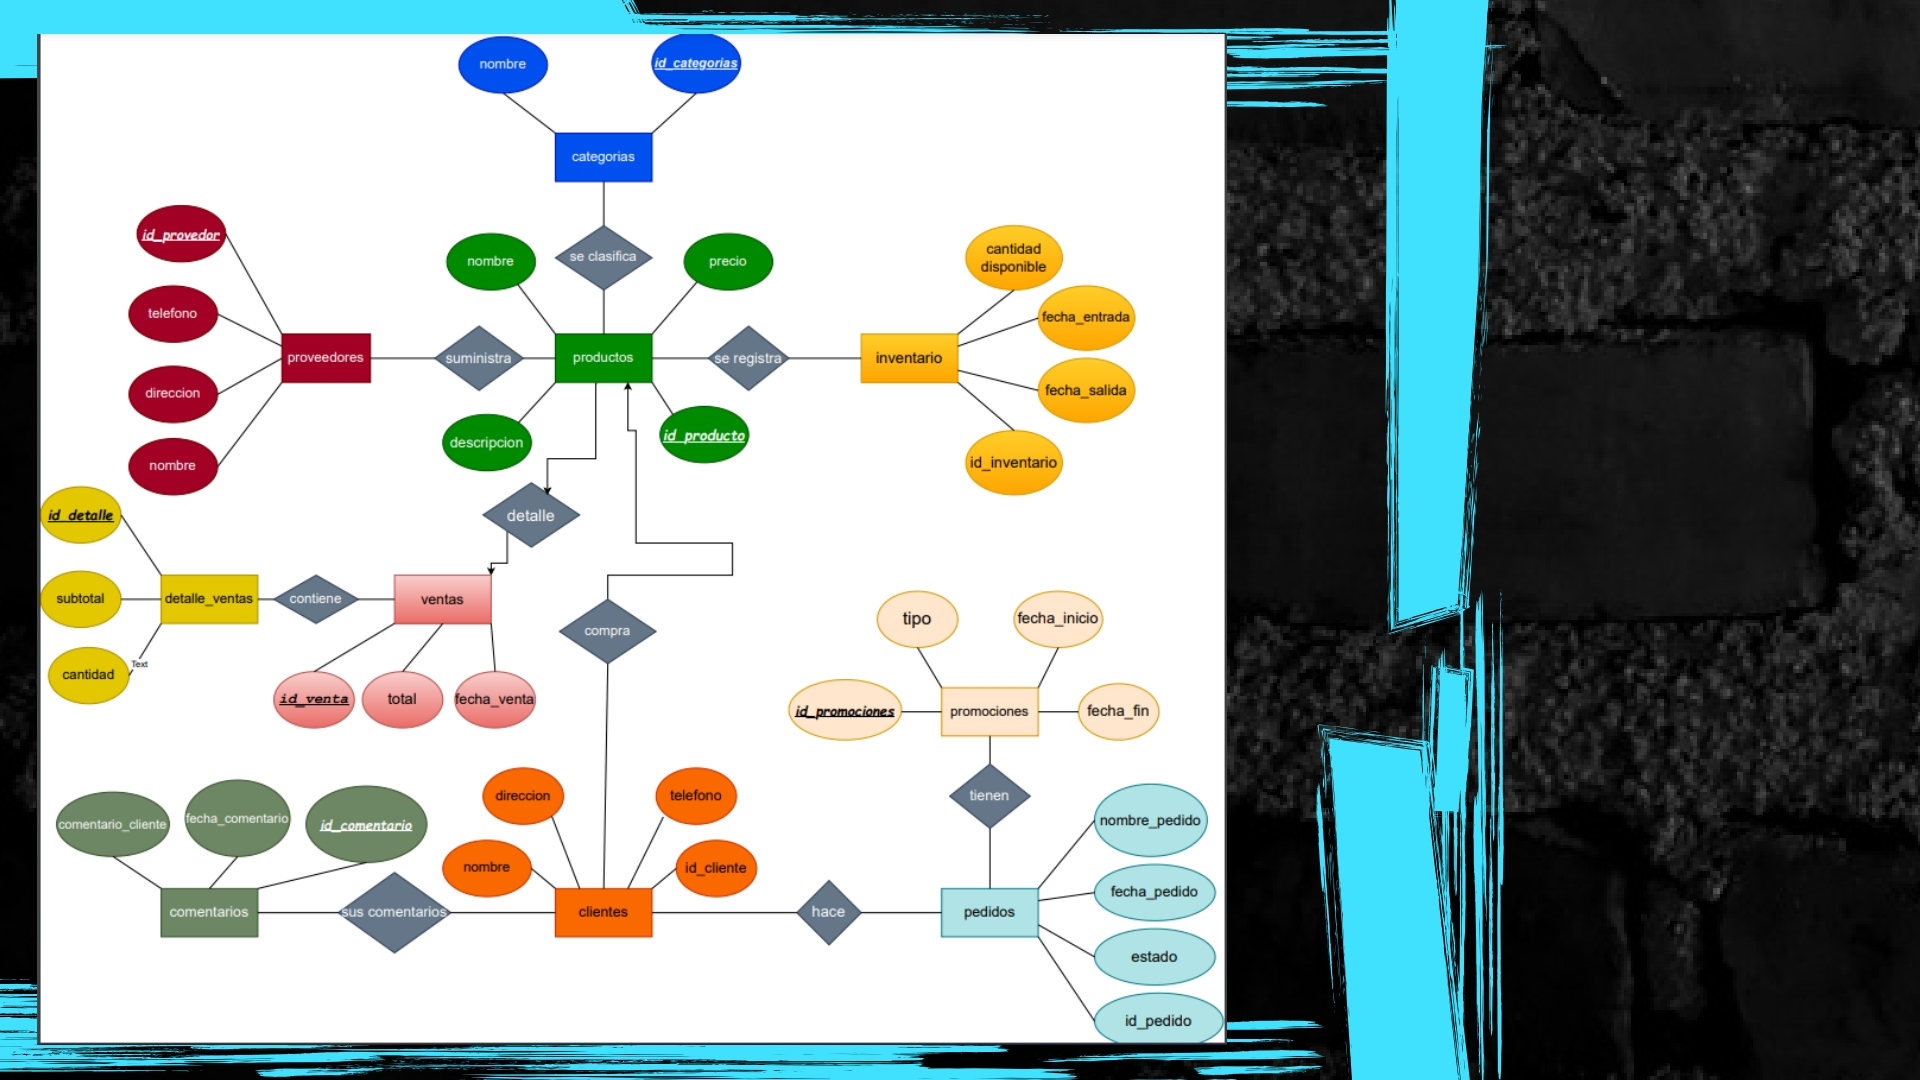 nombre
id_categorias
categorias
id_provedor
nombre
se clasifica
precio
cantidad
disponible
telefono
fecha_entrada
proveedores
suministra
productos
se registra
inventario
direccion
fecha_salida
descripcion
id_producto
nombre
id_inventario
id_detalle
detalle
subtotal
detalle_ventas
contiene
ventas
compra
tipo
fecha_inicio
Text
cantidad
id_venta
total
fecha_venta
id_promociones
promociones
fecha_fin
direccion
telefono
tienen
comentario_cliente
fecha_comentario
id_comentario
nombre_pedido
nombre
id_cliente
fecha_pedido
comentarios
sus comentarios
clientes
hace
pedidos
estado
id_pedido